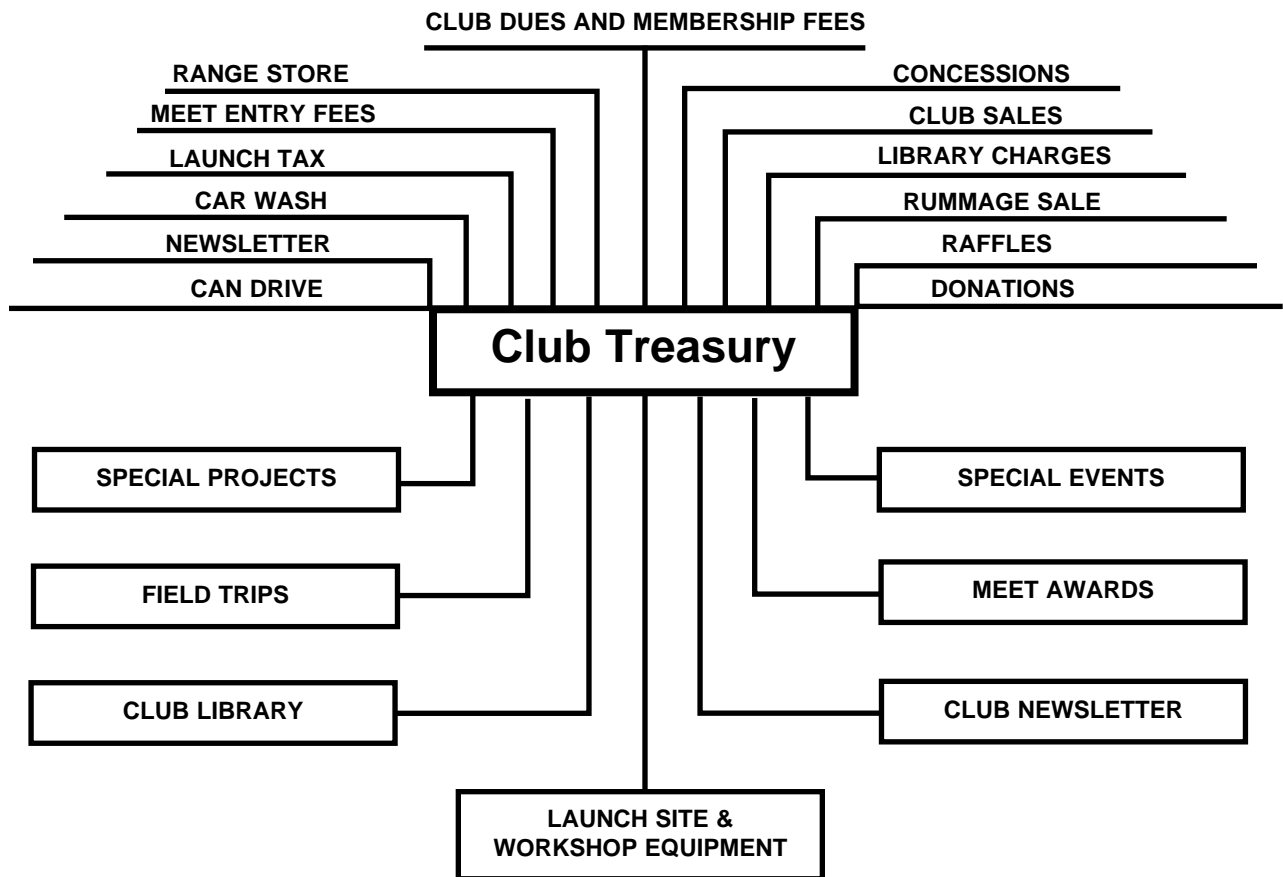 CLUB DUES AND MEMBERSHIP FEES
RANGE STORE
CONCESSIONS
MEET ENTRY FEES
CLUB SALES
LAUNCH TAX
LIBRARY CHARGES
CAR WASH
RUMMAGE SALE
NEWSLETTER
RAFFLES
CAN DRIVE
DONATIONS
Club Treasury
SPECIAL PROJECTS
SPECIAL EVENTS
FIELD TRIPS
MEET AWARDS
CLUB LIBRARY
CLUB NEWSLETTER
LAUNCH SITE &
WORKSHOP EQUIPMENT